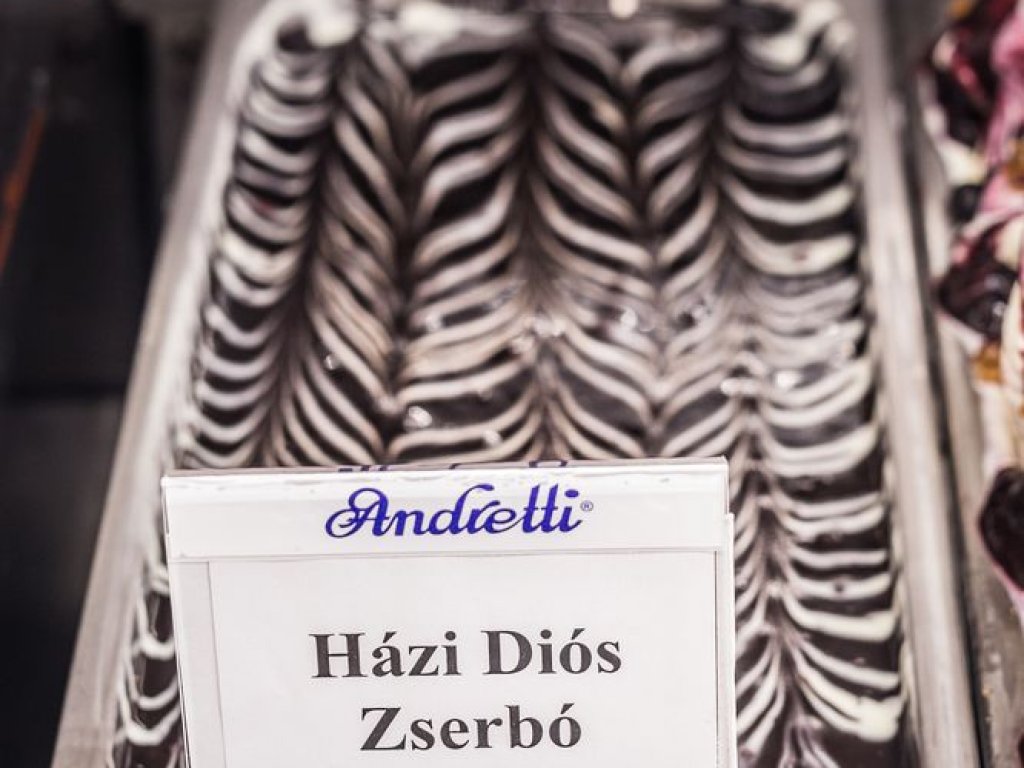 Andretti®
Házi Diós
Zserbó